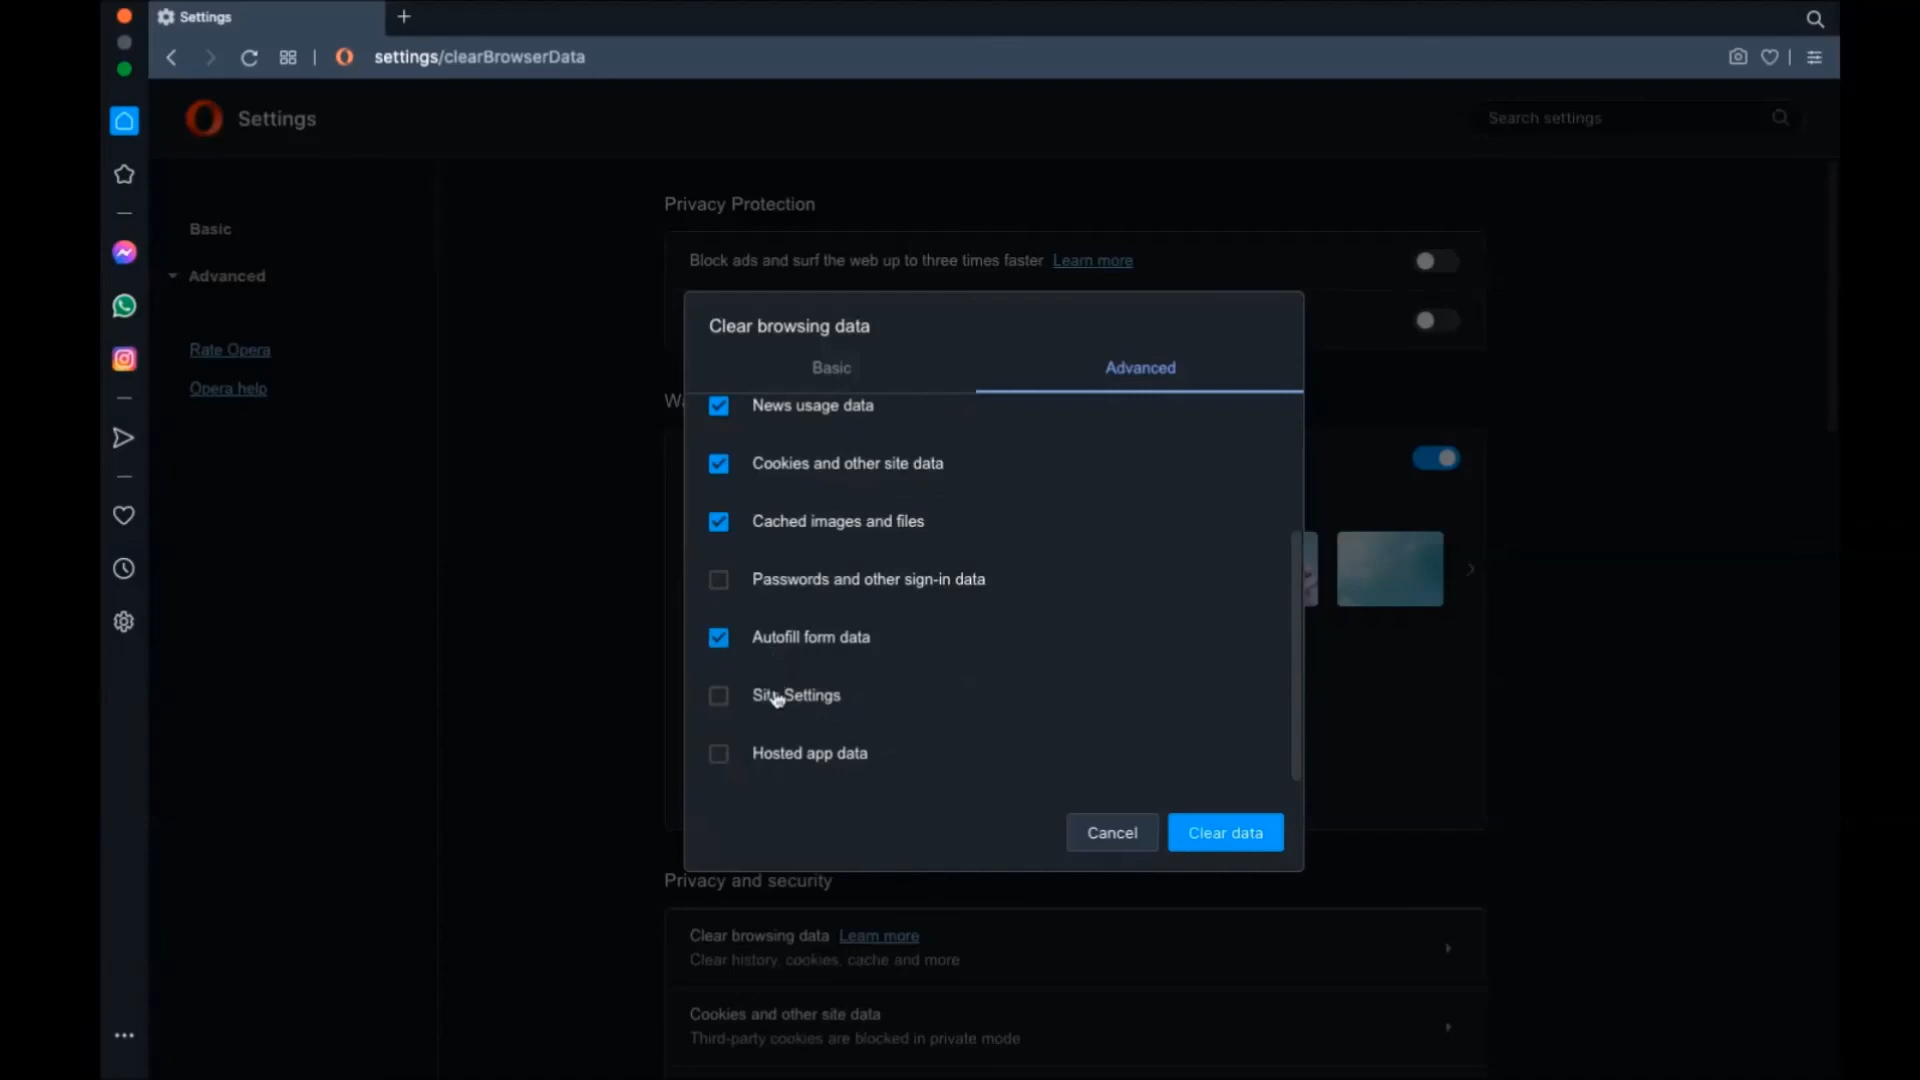 Settings
settings/clearBrowserData
Settings
Search settings
Basic
Advanced
Rate Opera
Opera help
Privacy Protection
Block ads and surf the web up to three times faster Learn more
Clear browsing data
Basic
Advanced
News usage data
Cookies and other site data
Cached images and files
Passwords and other sign-in data
Autofill form data
Site Settings
Hosted app data
Cancel
Clear data
Privacy and security
Clear browsing data Learn more
Clear history, cookies, cache and more
Cookies and other site data
Third-party cookies are blocked in private mode